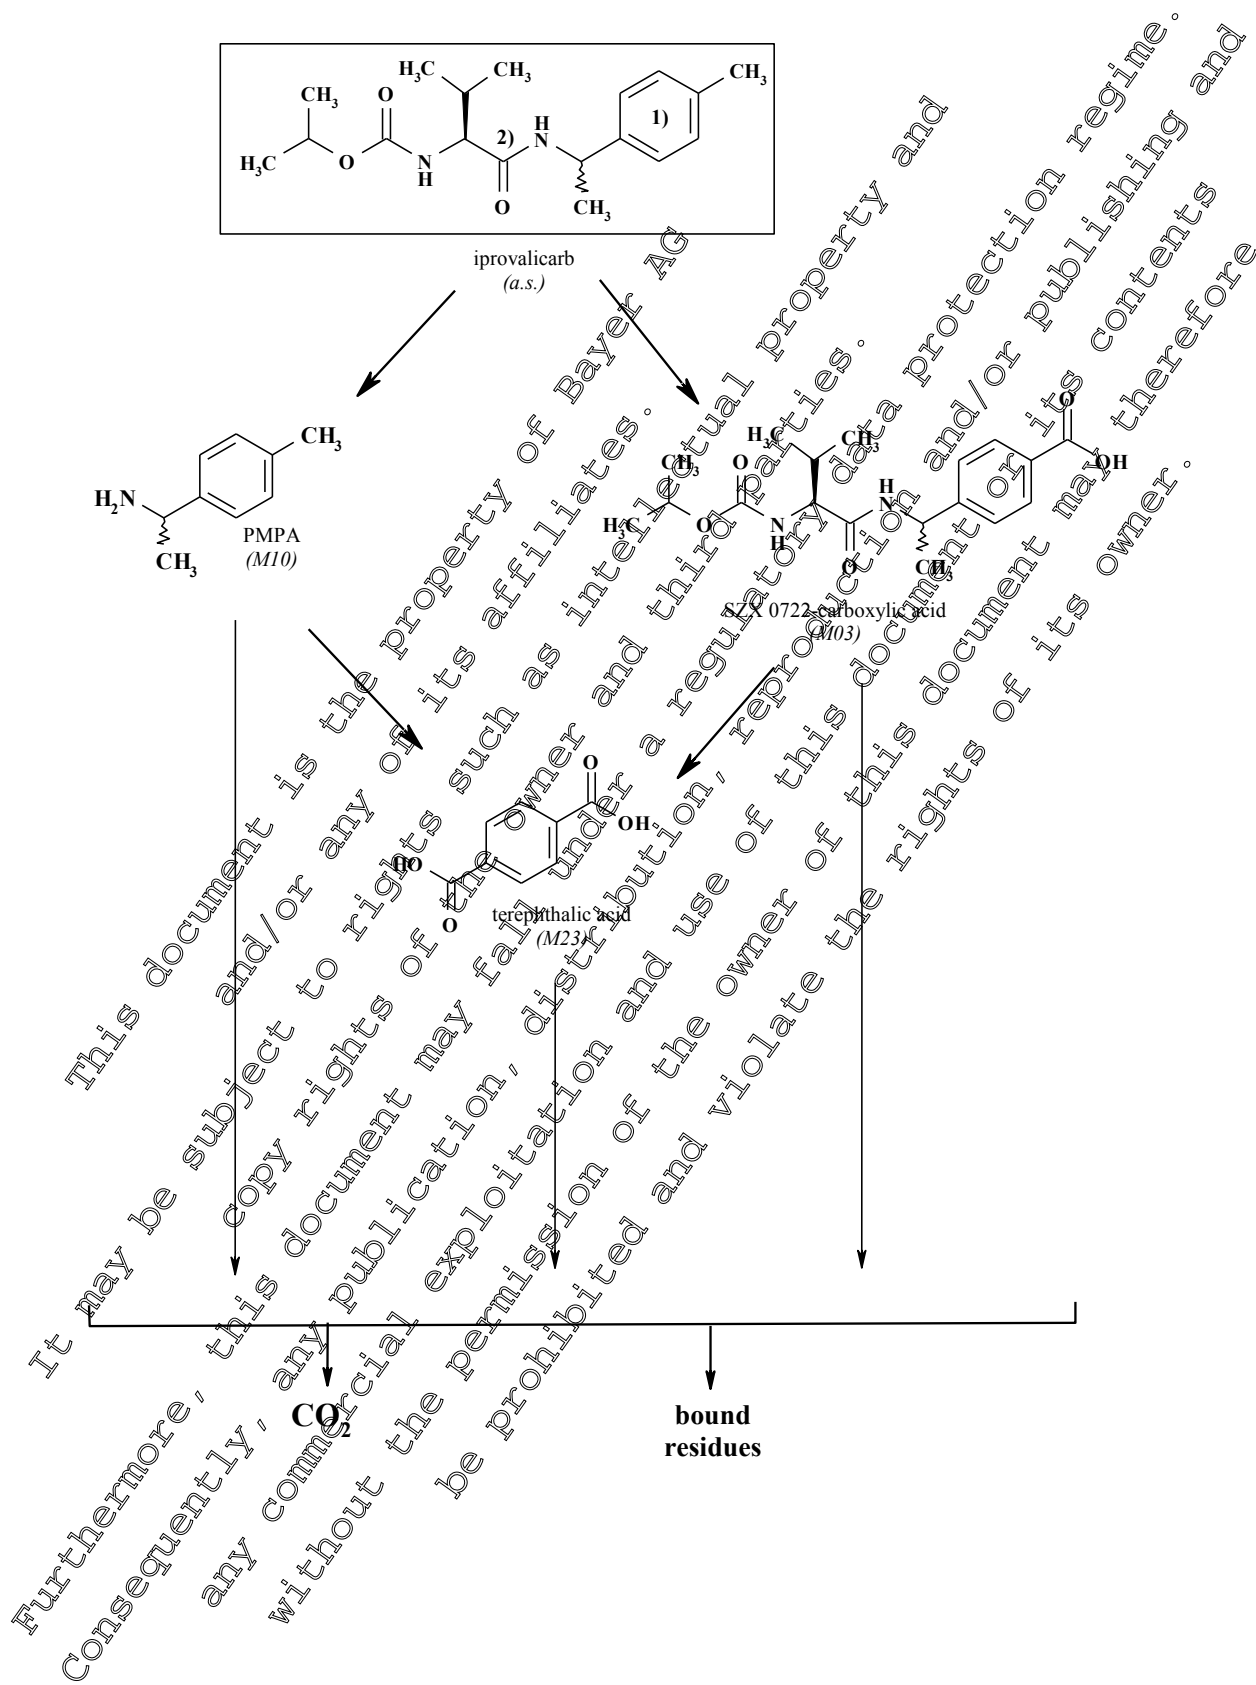 CH₃
H₃C
O
O
N
H
H₃C
CH₃
2)
O
H
N
CH₃
1)
CH₃
iprovalicarb
(a.s.)
H₂N
CH₃
CH₃
PMPA
(M10)
CH₃
H₃C
O
O
N
H
H₃C
CH₃
O
H
N
CH₃
O
OH
SZX 0722-carboxylic acid
(M03)
O
OH
HO
O
terephthalic acid
(M23)
CO₂
bound
residues
This document is the property of Bayer AG
and/or any of its affiliates.
It may be subject to rights such as intellectual property and
copy rights of the owner and third parties.
Furthermore, this document may fall under a regulatory data protection regime.
Consequently, any publication, distribution, reproduction and/or publishing and
any commercial exploitation and use of this document or its contents
without the permission of the owner of this document may therefore
be prohibited and violate the rights of its owner.